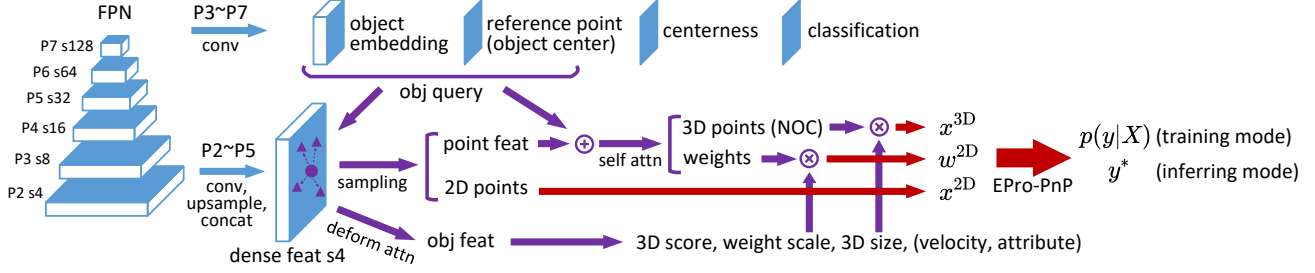 FPN
P7 s128
P6 s64
P5 s32
P4 s16
P3 s8
P2 s4
P3~P7
conv
object
embedding
reference point
(object center)
centerness
classification
obj query
P2~P5
conv,
upsample,
concat
dense feat s4
sampling
deform attn
point feat
2D points
obj feat
+
self attn
3D points (NOC)
weights
×
×
3D score, weight scale, 3D size, (velocity, attribute)
x^3D
w^2D
x^2D
EPro-PnP
p(y|X) (training mode)
y* (inferring mode)